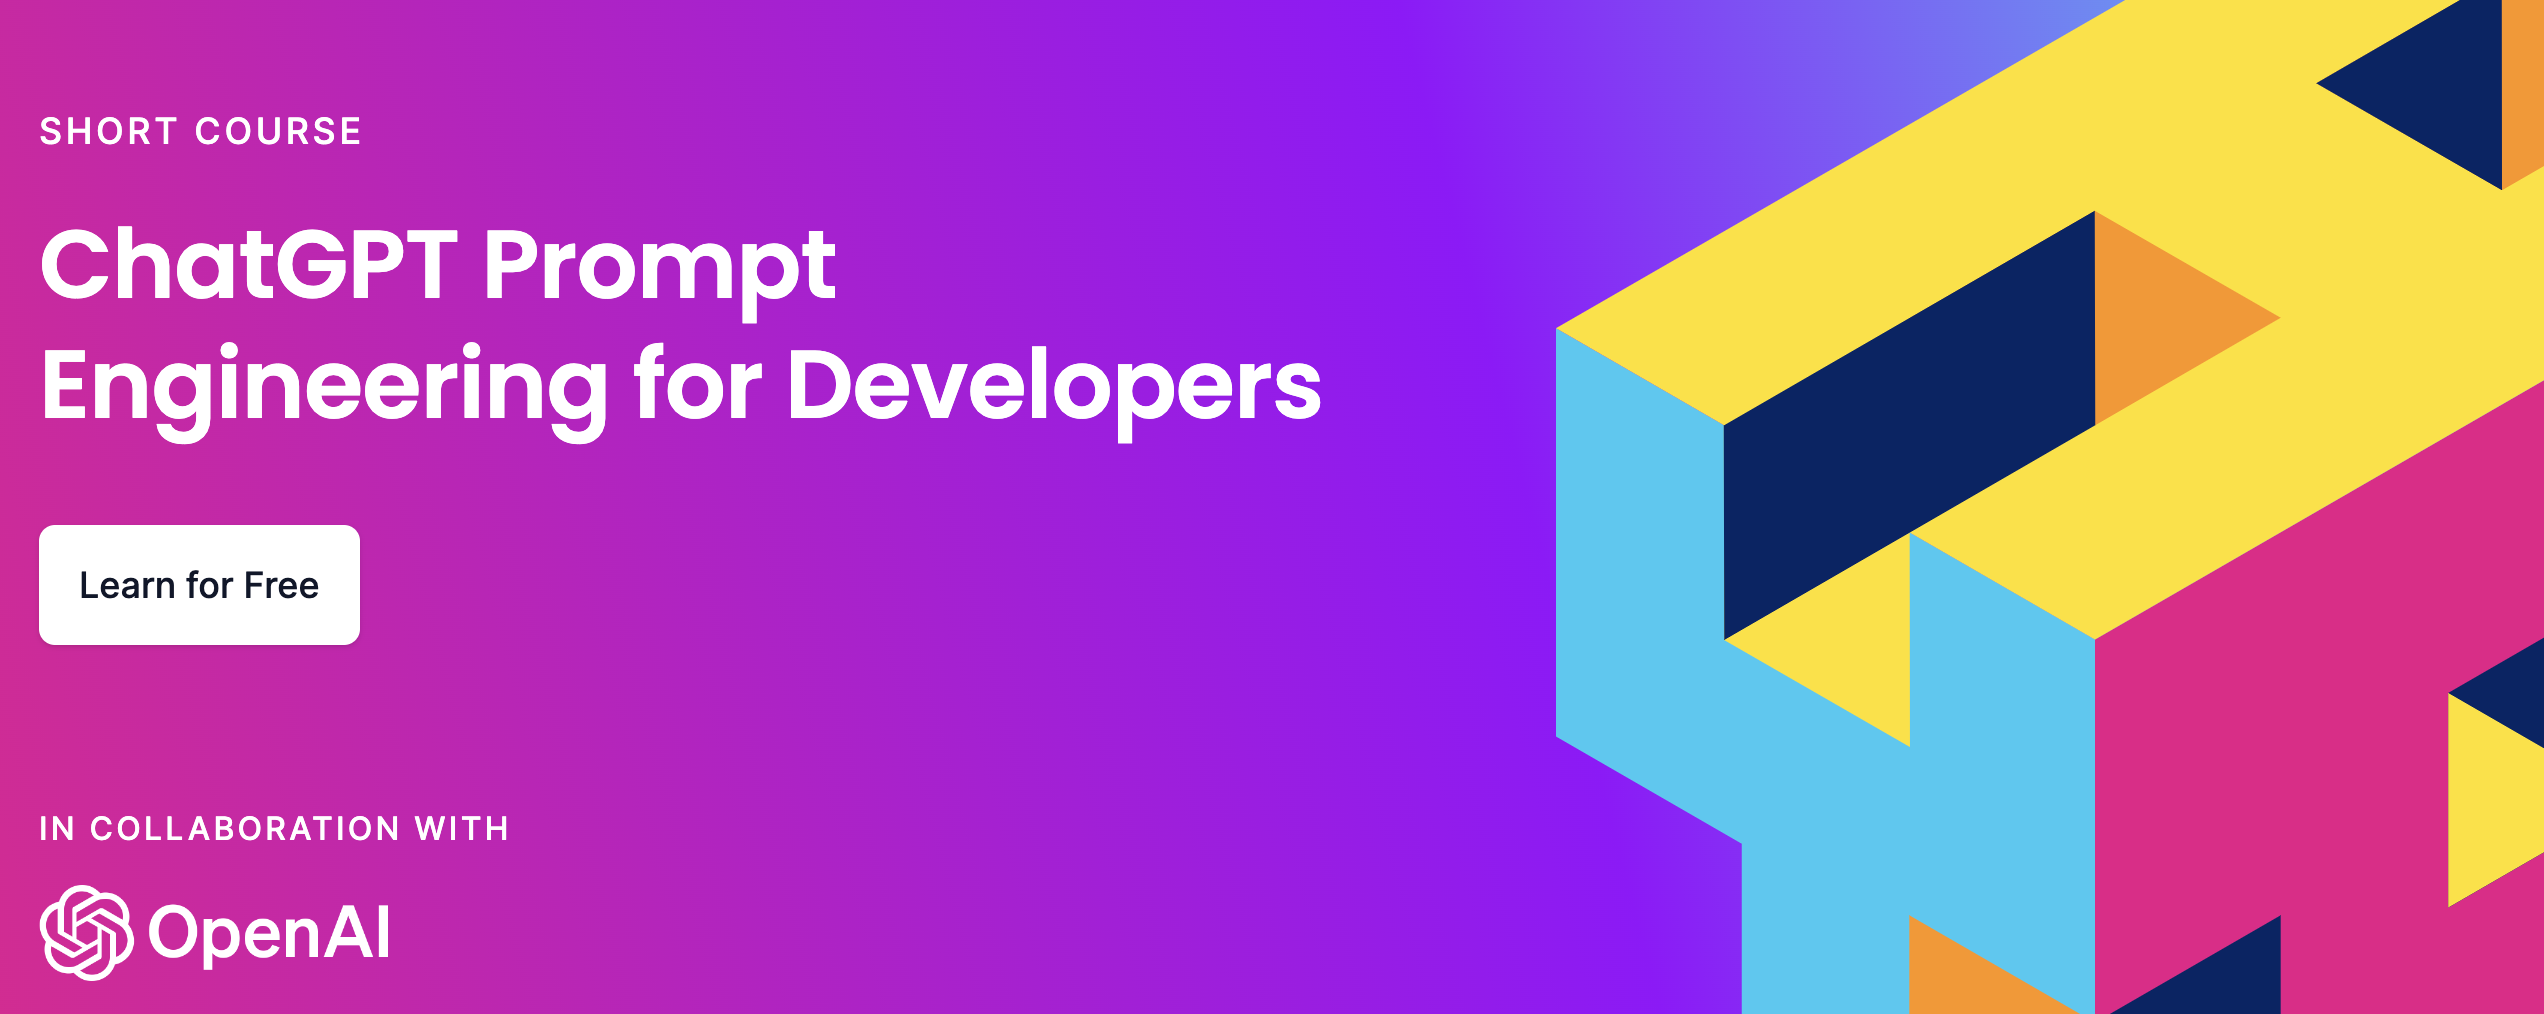 SHORT COURSE
ChatGPT Prompt
Engineering for Developers
Learn for Free
IN COLLABORATION WITH
OpenAI